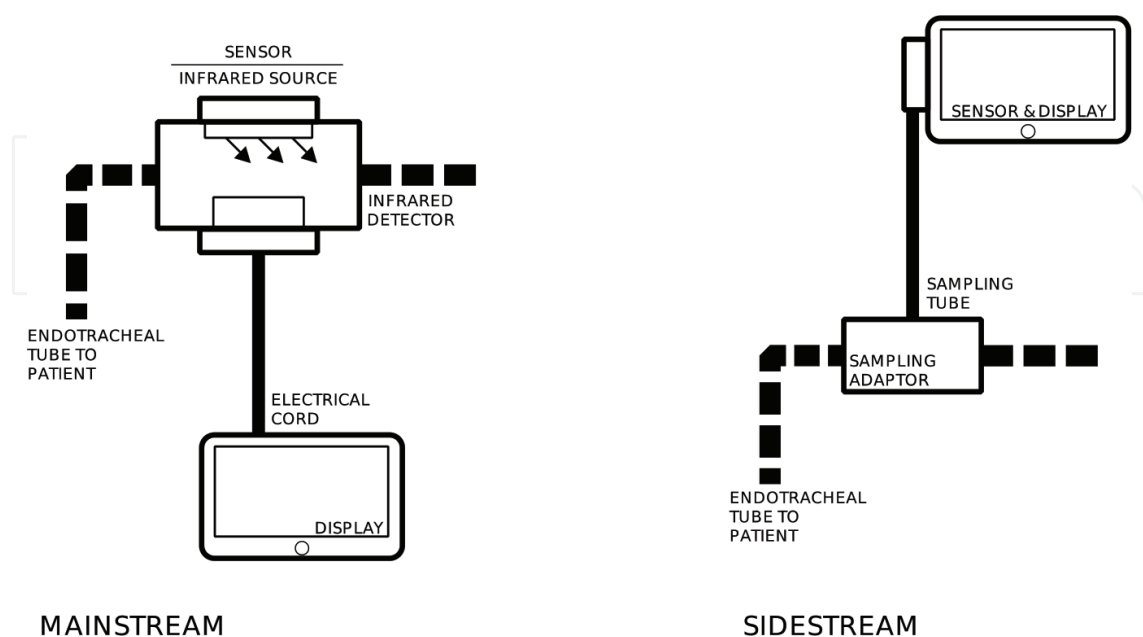 SENSOR
INFRARED SOURCE
INFRARED
DETECTOR
ENDOTRACHEAL
TUBE TO
PATIENT
ELECTRICAL
CORD
DISPLAY
MAINSTREAM
SENSOR & DISPLAY
SAMPLING
TUBE
SAMPLING
ADAPTOR
ENDOTRACHEAL
TUBE TO
PATIENT
SIDESTREAM